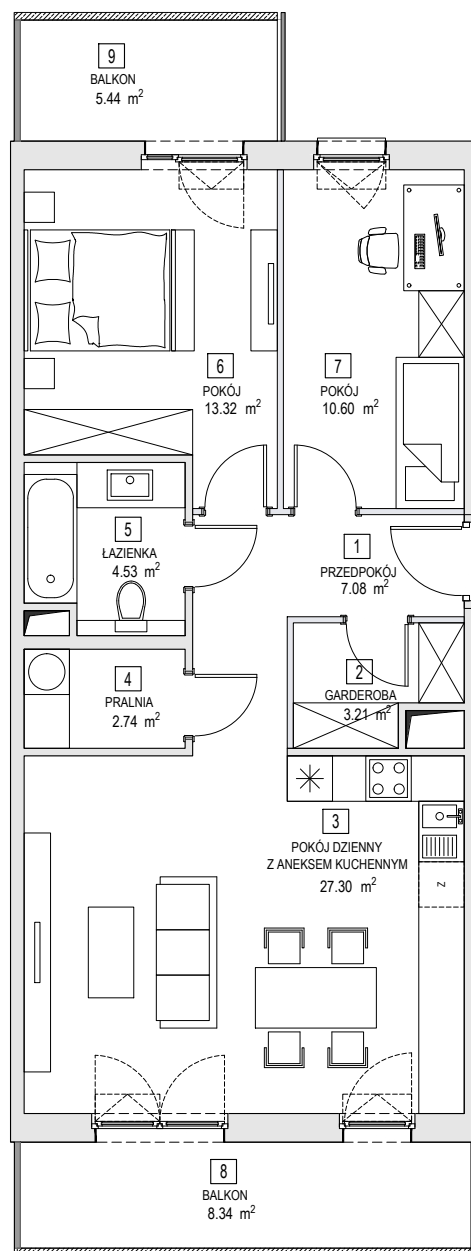 9
BALKON
5.44 m²
6
POKÓJ
13.32 m²
7
POKÓJ
10.60 m²
5
ŁAZIENKA
4.53 m²
1
PRZEDPOKÓJ
7.08 m²
4
PRALNIA
2.74 m²
2
GARDEROBA
3.21 m²
3
POKÓJ DZIENNY
Z ANEKSEM KUCHENNYM
27.30 m²
Z
8
BALKON
8.34 m²